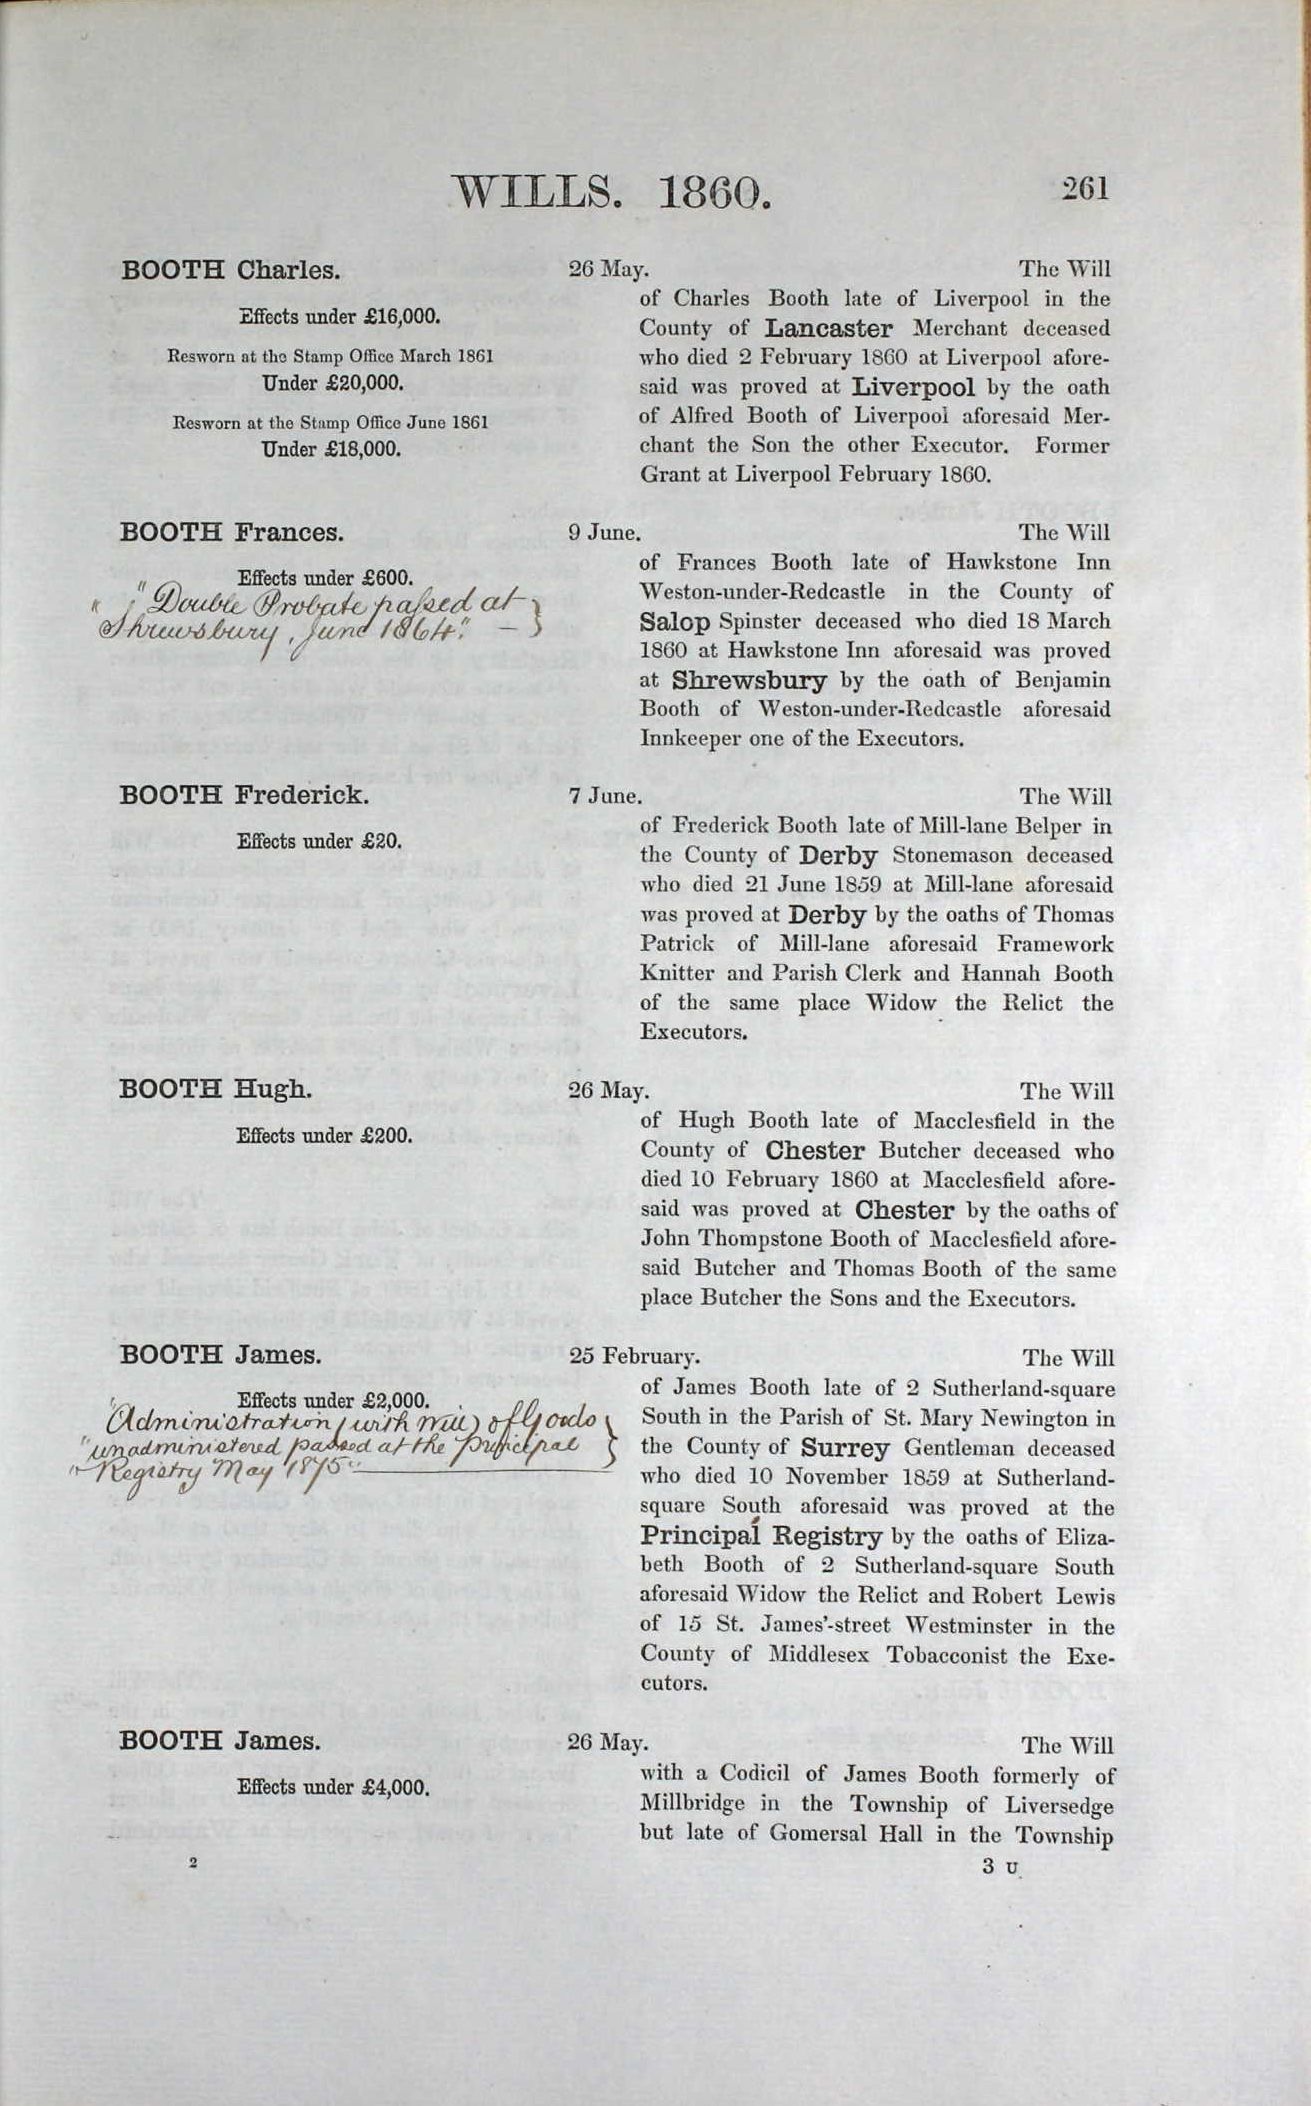 WILLS. 1860. 261
BOOTH Charles.
Effects under £16,000.
Resworn at the Stamp Office March 1861
Under £20,000.
Resworn at the Stamp Office June 1861
Under £18,000.
26 May. The Will
of Charles Booth late of Liverpool in the
County of Lancaster Merchant deceased
who died 2 February 1860 at Liverpool afore-
said was proved at Liverpool by the oath
of Alfred Booth of Liverpool aforesaid Mer-
chant the Son the other Executor. Former
Grant at Liverpool February 1860.
BOOTH Frances.
Effects under £600.
"Double Probate passed at
Shrewsbury, June 1864." –
9 June. The Will
of Frances Booth late of Hawkstone Inn
Weston-under-Redcastle in the County of
Salop Spinster deceased who died 18 March
1860 at Hawkstone Inn aforesaid was proved
at Shrewsbury by the oath of Benjamin
Booth of Weston-under-Redcastle aforesaid
Innkeeper one of the Executors.
BOOTH Frederick.
Effects under £20.
7 June. The Will
of Frederick Booth late of Mill-lane Belper in
the County of Derby Stonemason deceased
who died 21 June 1859 at Mill-lane aforesaid
was proved at Derby by the oaths of Thomas
Patrick of Mill-lane aforesaid Framework
Knitter and Parish Clerk and Hannah Booth
of the same place Widow the Relict the
Executors.
BOOTH Hugh.
Effects under £200.
26 May. The Will
of Hugh Booth late of Macclesfield in the
County of Chester Butcher deceased who
died 10 February 1860 at Macclesfield afore-
said was proved at Chester by the oaths of
John Thompstone Booth of Macclesfield afore-
said Butcher and Thomas Booth of the same
place Butcher the Sons and the Executors.
BOOTH James.
Effects under £2,000.
"Administration (with Will) of Goods
"unadministered passed at the Principal
"Registry May 1875"
25 February. The Will
of James Booth late of 2 Sutherland-square
South in the Parish of St. Mary Newington in
the County of Surrey Gentleman deceased
who died 10 November 1859 at Sutherland-
square South aforesaid was proved at the
Principal Registry by the oaths of Eliza-
beth Booth of 2 Sutherland-square South
aforesaid Widow the Relict and Robert Lewis
of 15 St. James'-street Westminster in the
County of Middlesex Tobacconist the Exe-
cutors.
BOOTH James.
Effects under £4,000.
26 May. The Will
with a Codicil of James Booth formerly of
Millbridge in the Township of Liversedge
but late of Gomersal Hall in the Township
2 3 U